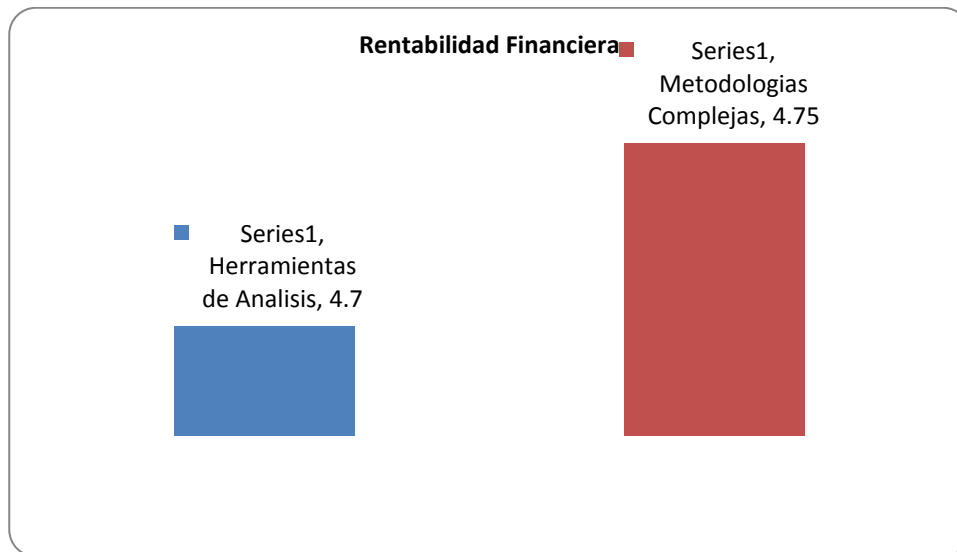 Rentabilidad Financiera
Series1,
Metodologias
Complejas, 4.75
Series1,
Herramientas
de Analisis, 4.7